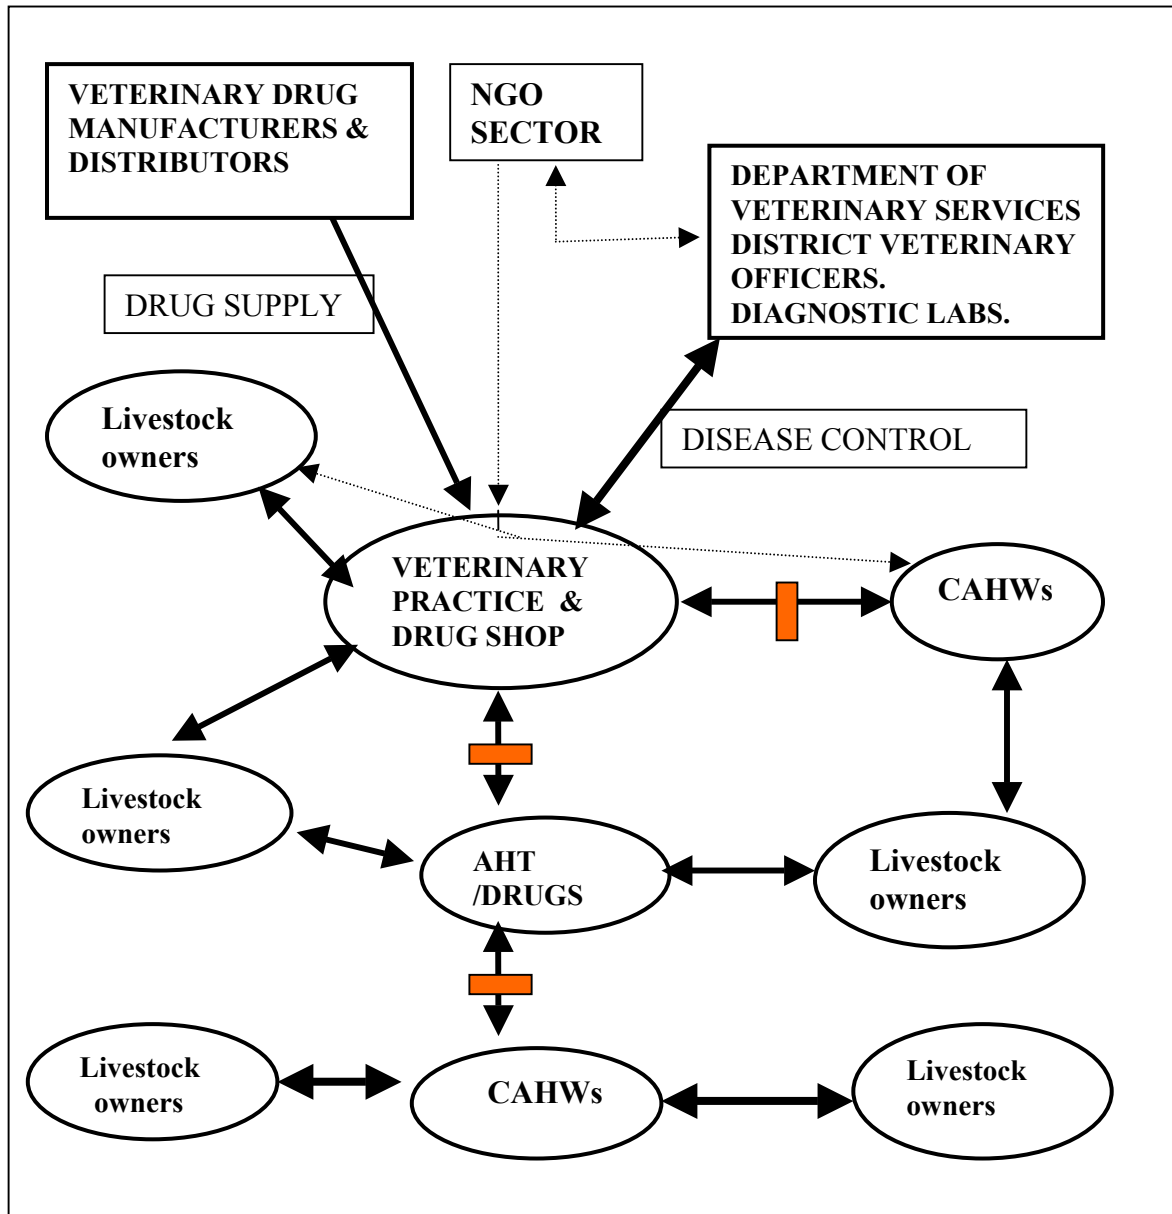 VETERINARY DRUG
MANUFACTURERS &
DISTRIBUTORS
NGO
SECTOR
DEPARTMENT OF
VETERINARY SERVICES
DISTRICT VETERINARY
OFFICERS.
DIAGNOSTIC LABS.
DRUG SUPPLY
Livestock
owners
DISEASE CONTROL
VETERINARY
PRACTICE &
DRUG SHOP
CAHWs
Livestock
owners
AHT
/DRUGS
Livestock
owners
Livestock
owners
CAHWs
Livestock
owners